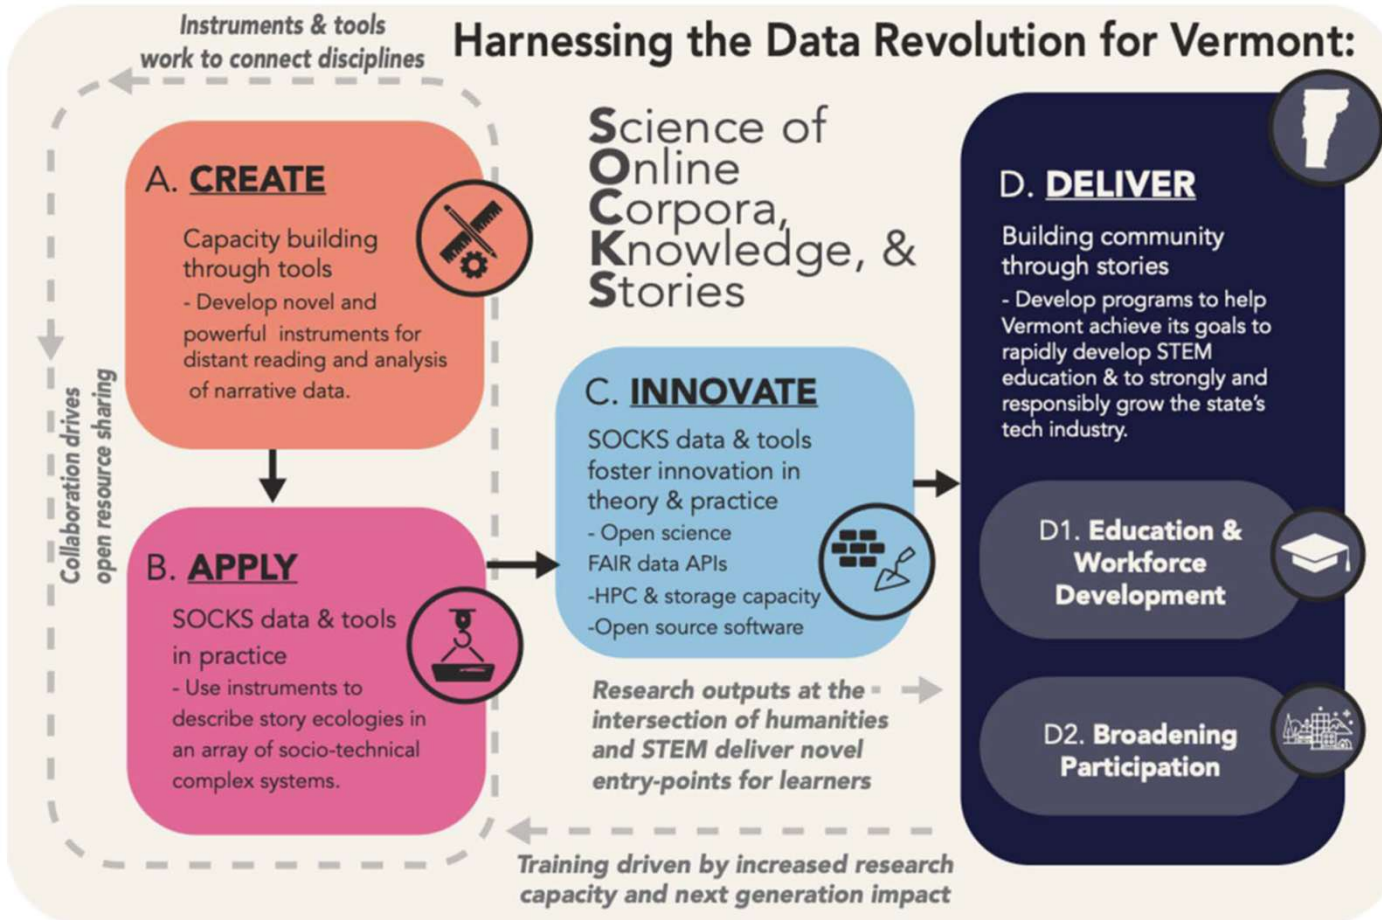 Instruments & tools
work to connect disciplines
Harnessing the Data Revolution for Vermont:
Science of
Online
Corpora,
Knowledge, &
Stories
A. CREATE
Capacity building
through tools
- Develop novel and
powerful instruments for
distant reading and analysis
of narrative data.
Collaboration drives
open resource sharing
B. APPLY
SOCKS data & tools
in practice
- Use instruments to
describe story ecologies in
an array of socio-technical
complex systems.
C. INNOVATE
SOCKS data & tools
foster innovation in
theory & practice
- Open science
FAIR data APIs
-HPC & storage capacity
-Open source software
Research outputs at the
intersection of humanities
and STEM deliver novel
entry-points for learners
D. DELIVER
Building community
through stories
- Develop programs to help
Vermont achieve its goals to
rapidly develop STEM
education & to strongly and
responsibly grow the state's
tech industry.
D1. Education &
Workforce
Development
D2. Broadening
Participation
Training driven by increased research
capacity and next generation impact